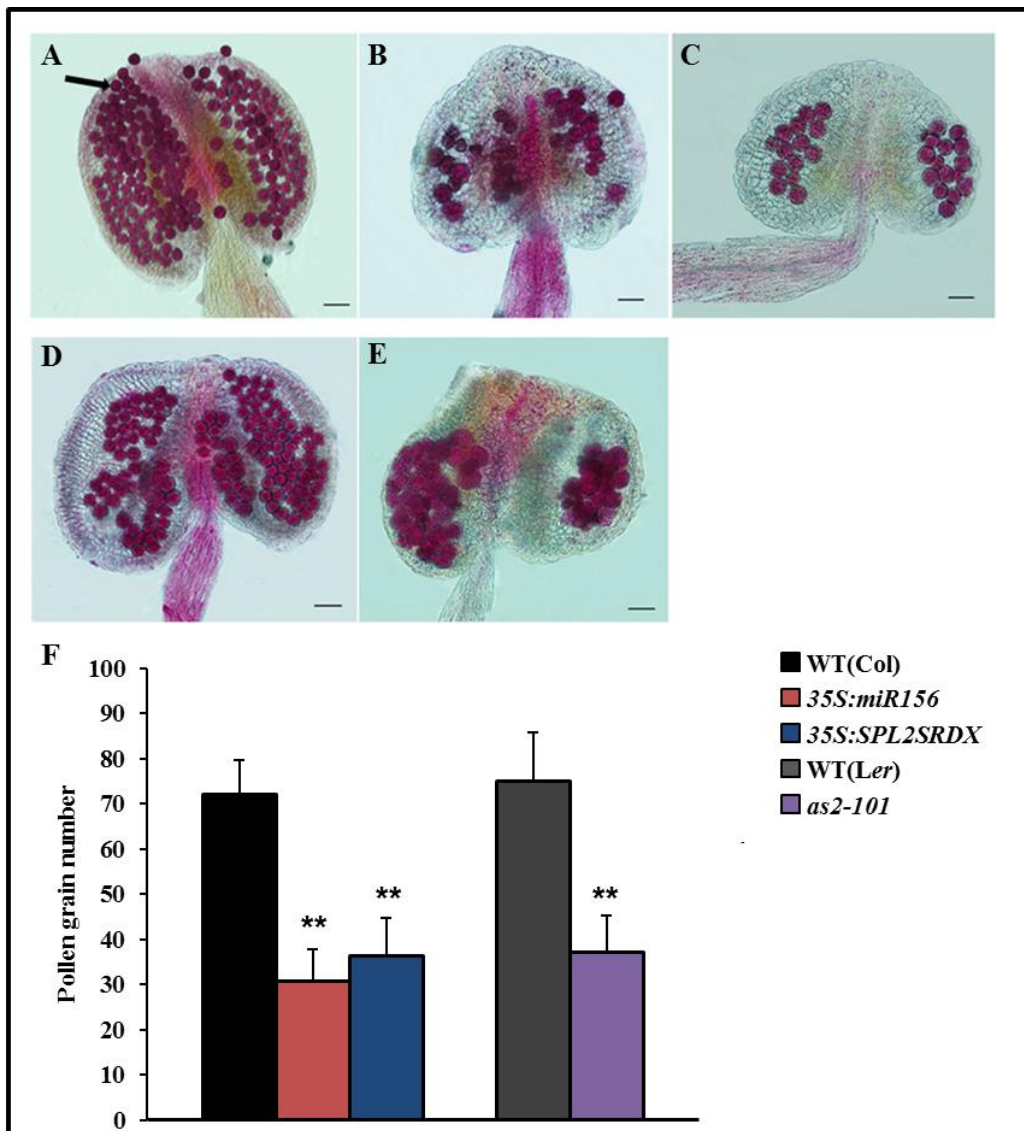 A
B
C
D
E
F
Pollen grain number
100
90
80
70
60
50
40
30
20
10
0
**
**
**
WT(Col)
35S:miR156
35S:SPL2SRDX
WT(Ler)
as2-101